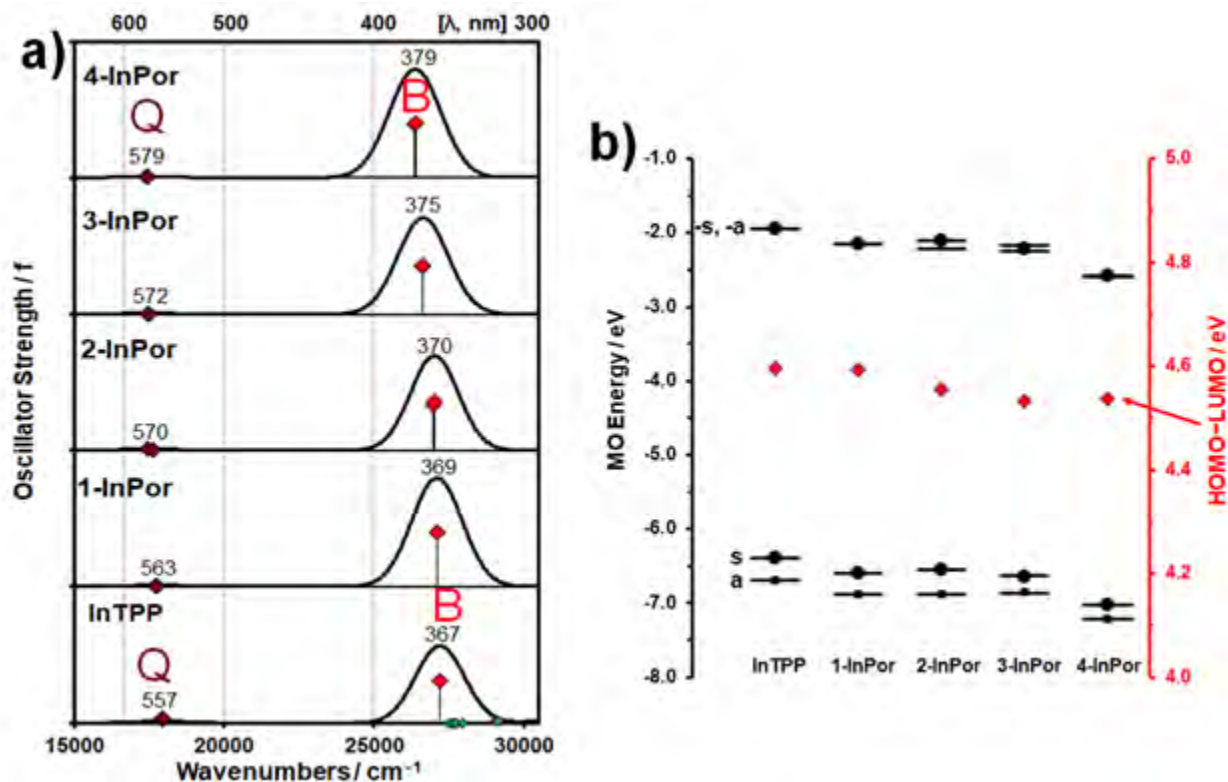 600 500 400 [λ, nm] 300
a)
4-InPor
379
B
Q
579
3-InPor
375
572
2-InPor
370
570
1-InPor
369
563
InTPP
B
367
Q
557
15000 20000 25000 30000
Wavenumbers / cm⁻¹
Oscillator Strength / f
b)
-1.0
-2.0
-3.0
-4.0
-5.0
-6.0
-7.0
-8.0
MO Energy / eV
-s, -a
s
a
InTPP 1-InPor 2-InPor 3-InPor 4-InPor
5.0
4.8
4.6
4.4
4.2
4.0
HOMO–LUMO / eV